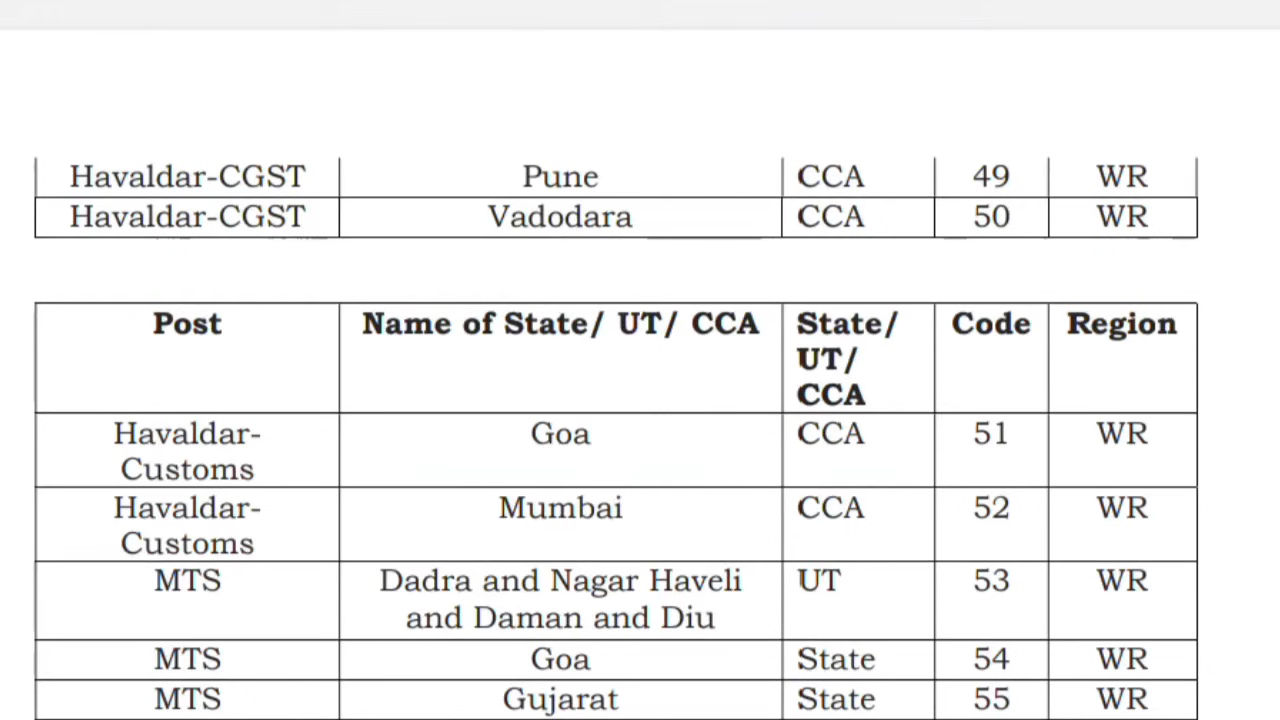 Havaldar-CGST Pune CCA 49 WR
Havaldar-CGST Vadodara CCA 50 WR
Post Name of State/ UT/ CCA State/ Code Region
UT/
CCA
Havaldar- Goa CCA 51 WR
Customs
Havaldar- Mumbai CCA 52 WR
Customs
MTS Dadra and Nagar Haveli UT 53 WR
and Daman and Diu
MTS Goa State 54 WR
MTS Gujarat State 55 WR